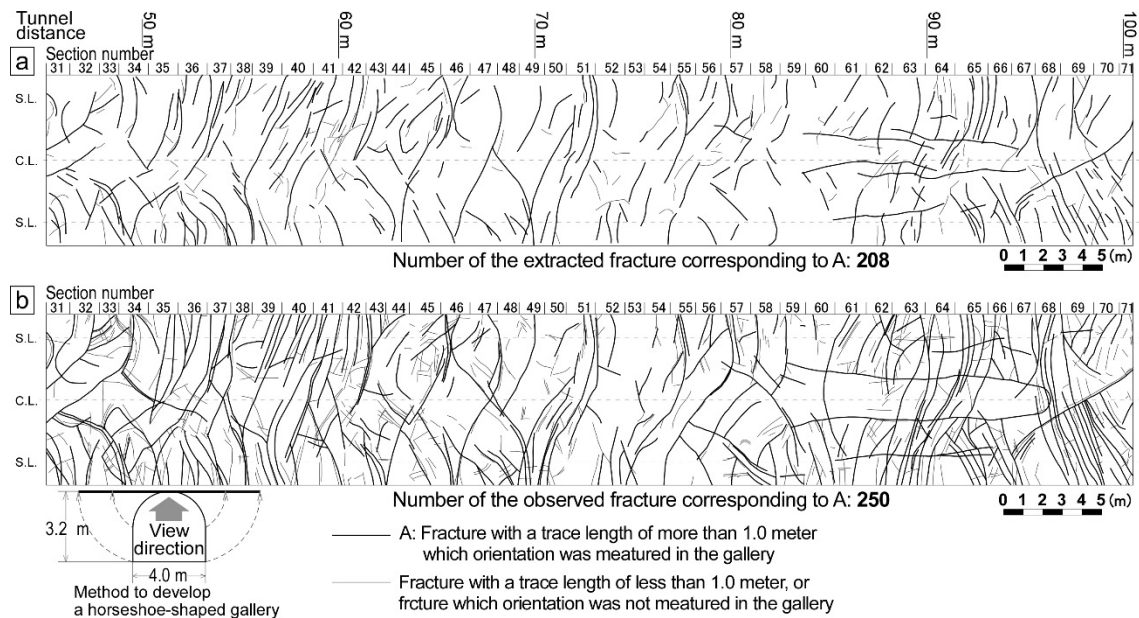 Tunnel distance
50 m 60 m 70 m 80 m 90 m 100 m
a Section number
31 32 33 34 35 36 37 38 39 40 41 42 43 44 45 46 47 48 49 50 51 52 53 54 55 56 57 58 59 60 61 62 63 64 65 66 67 68 69 70 71
S.L.
C.L.
S.L.
Number of the extracted fracture corresponding to A: 208
0 1 2 3 4 5 (m)
b Section number
31 32 33 34 35 36 37 38 39 40 41 42 43 44 45 46 47 48 49 50 51 52 53 54 55 56 57 58 59 60 61 62 63 64 65 66 67 68 69 70 71
S.L.
C.L.
S.L.
Number of the observed fracture corresponding to A: 250
0 1 2 3 4 5 (m)
3.2 m
View
direction
4.0 m
Method to develop
a horseshoe-shaped gallery
A: Fracture with a trace length of more than 1.0 meter
which orientation was meatured in the gallery
Fracture with a trace length of less than 1.0 meter, or
frcture which orientation was not meatured in the gallery